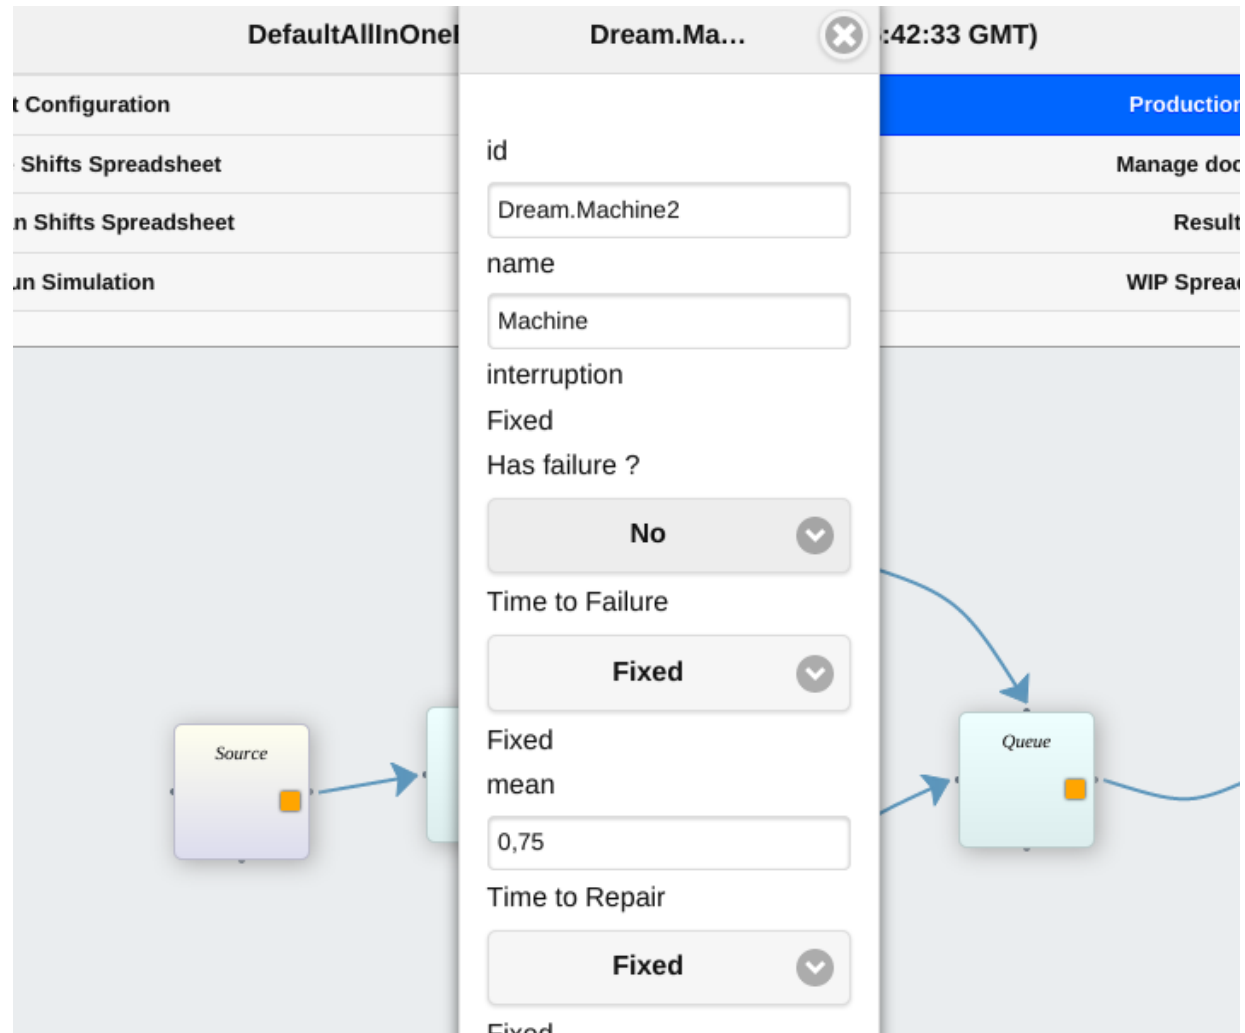 DefaultAllInOneI
Dream.Ma...
:42:33 GMT)
t Configuration
Production
Shifts Spreadsheet
Manage doc
n Shifts Spreadsheet
Result
un Simulation
WIP Sprea
id
Dream.Machine2
name
Machine
interruption
Fixed
Has failure ?
No
Time to Failure
Fixed
Fixed
mean
0,75
Time to Repair
Fixed
Fixed
Source
Queue